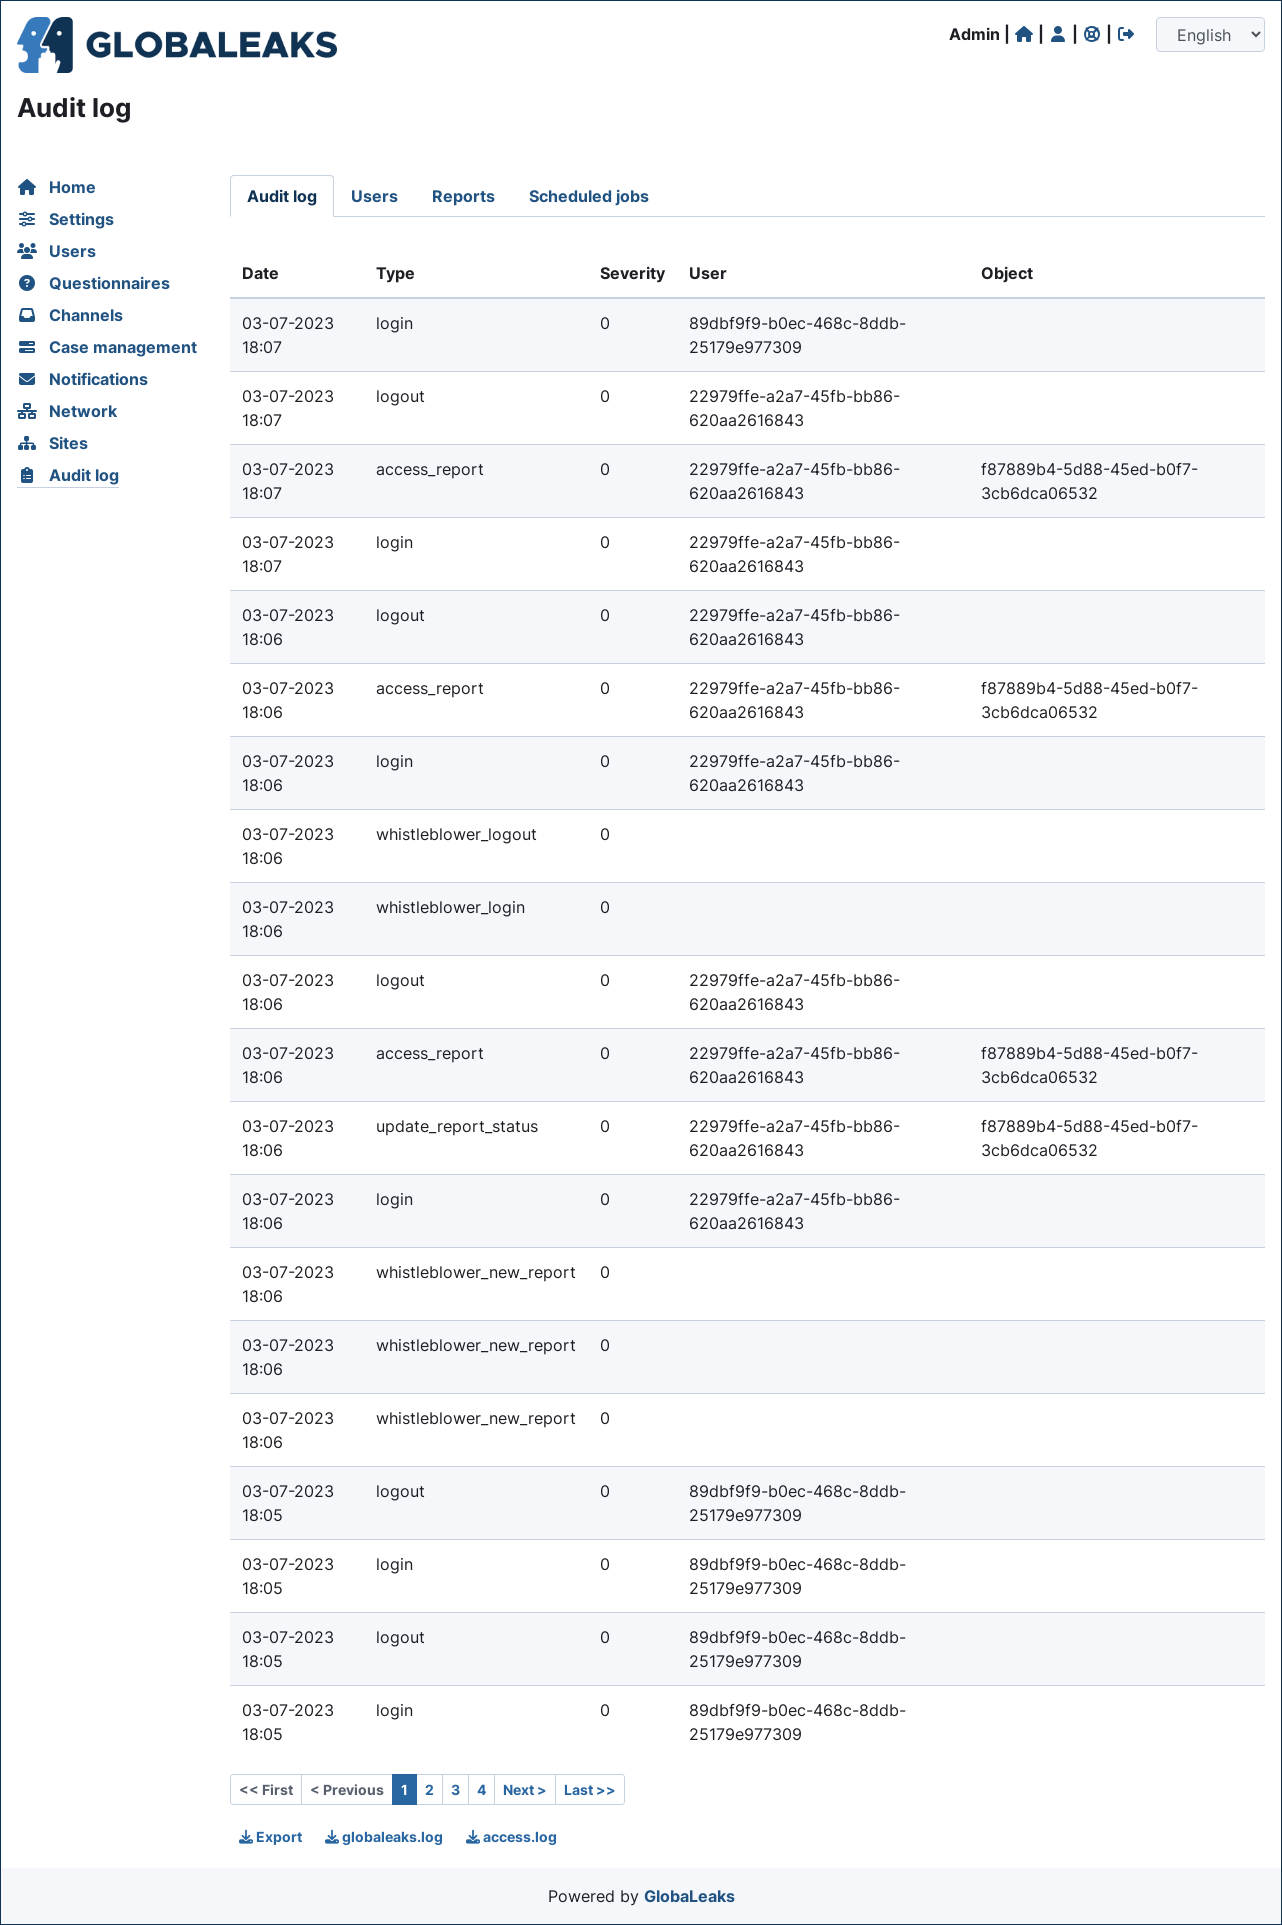 GLOBALEAKS
Admin | | | | English
Audit log
Home
Settings
Users
Questionnaires
Channels
Case management
Notifications
Network
Sites
Audit log
Audit log Users Reports Scheduled jobs
Date Type Severity User Object
03-07-2023 login 0 89dbf9f9-b0ec-468c-8ddb-
18:07 25179e977309
03-07-2023 logout 0 22979ffe-a2a7-45fb-bb86-
18:07 620aa2616843
03-07-2023 access_report 0 22979ffe-a2a7-45fb-bb86- f87889b4-5d88-45ed-b0f7-
18:07 620aa2616843 3cb6dca06532
03-07-2023 login 0 22979ffe-a2a7-45fb-bb86-
18:07 620aa2616843
03-07-2023 logout 0 22979ffe-a2a7-45fb-bb86-
18:06 620aa2616843
03-07-2023 access_report 0 22979ffe-a2a7-45fb-bb86- f87889b4-5d88-45ed-b0f7-
18:06 620aa2616843 3cb6dca06532
03-07-2023 login 0 22979ffe-a2a7-45fb-bb86-
18:06 620aa2616843
03-07-2023 whistleblower_logout 0
18:06
03-07-2023 whistleblower_login 0
18:06
03-07-2023 logout 0 22979ffe-a2a7-45fb-bb86-
18:06 620aa2616843
03-07-2023 access_report 0 22979ffe-a2a7-45fb-bb86- f87889b4-5d88-45ed-b0f7-
18:06 620aa2616843 3cb6dca06532
03-07-2023 update_report_status 0 22979ffe-a2a7-45fb-bb86- f87889b4-5d88-45ed-b0f7-
18:06 620aa2616843 3cb6dca06532
03-07-2023 login 0 22979ffe-a2a7-45fb-bb86-
18:06 620aa2616843
03-07-2023 whistleblower_new_report 0
18:06
03-07-2023 whistleblower_new_report 0
18:06
03-07-2023 whistleblower_new_report 0
18:06
03-07-2023 logout 0 89dbf9f9-b0ec-468c-8ddb-
18:05 25179e977309
03-07-2023 login 0 89dbf9f9-b0ec-468c-8ddb-
18:05 25179e977309
03-07-2023 logout 0 89dbf9f9-b0ec-468c-8ddb-
18:05 25179e977309
03-07-2023 login 0 89dbf9f9-b0ec-468c-8ddb-
18:05 25179e977309
<< First < Previous 1 2 3 4 Next > Last >>
Export globaleaks.log access.log
Powered by GlobaLeaks